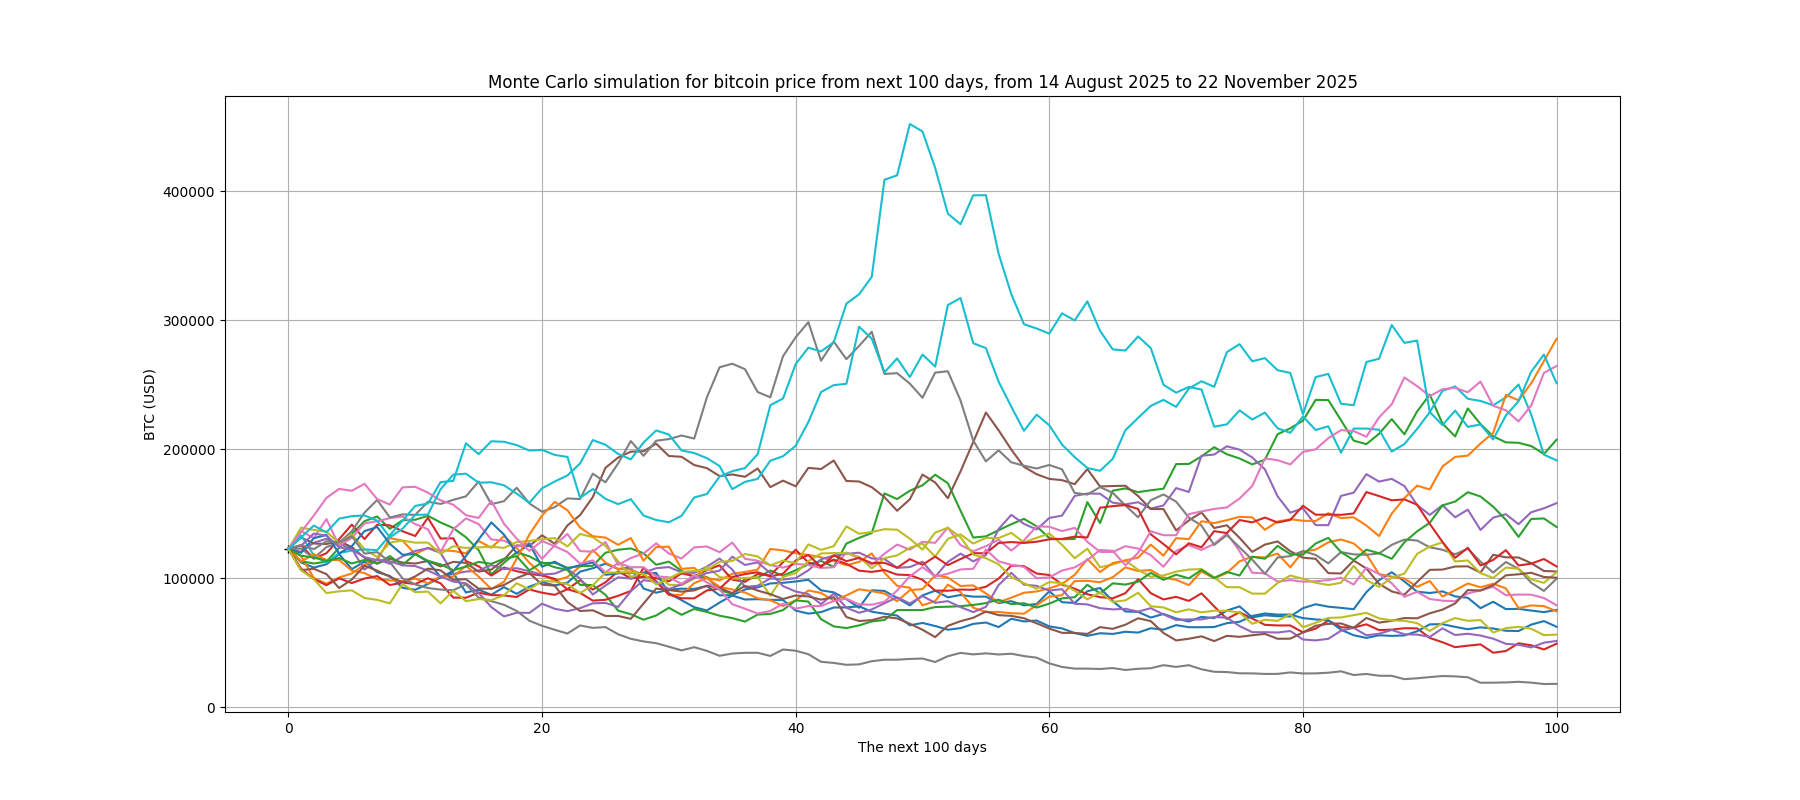 Monte Carlo simulation for bitcoin price from next 100 days, from 14 August 2025 to 22 November 2025
400000
300000
BTC (USD)
200000
100000
0
0 20 40 60 80 100
The next 100 days